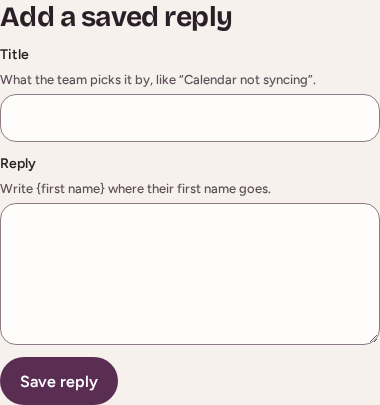 Add a saved reply
Title
What the team picks it by, like “Calendar not syncing”.
Reply
Write {first name} where their first name goes.
Save reply